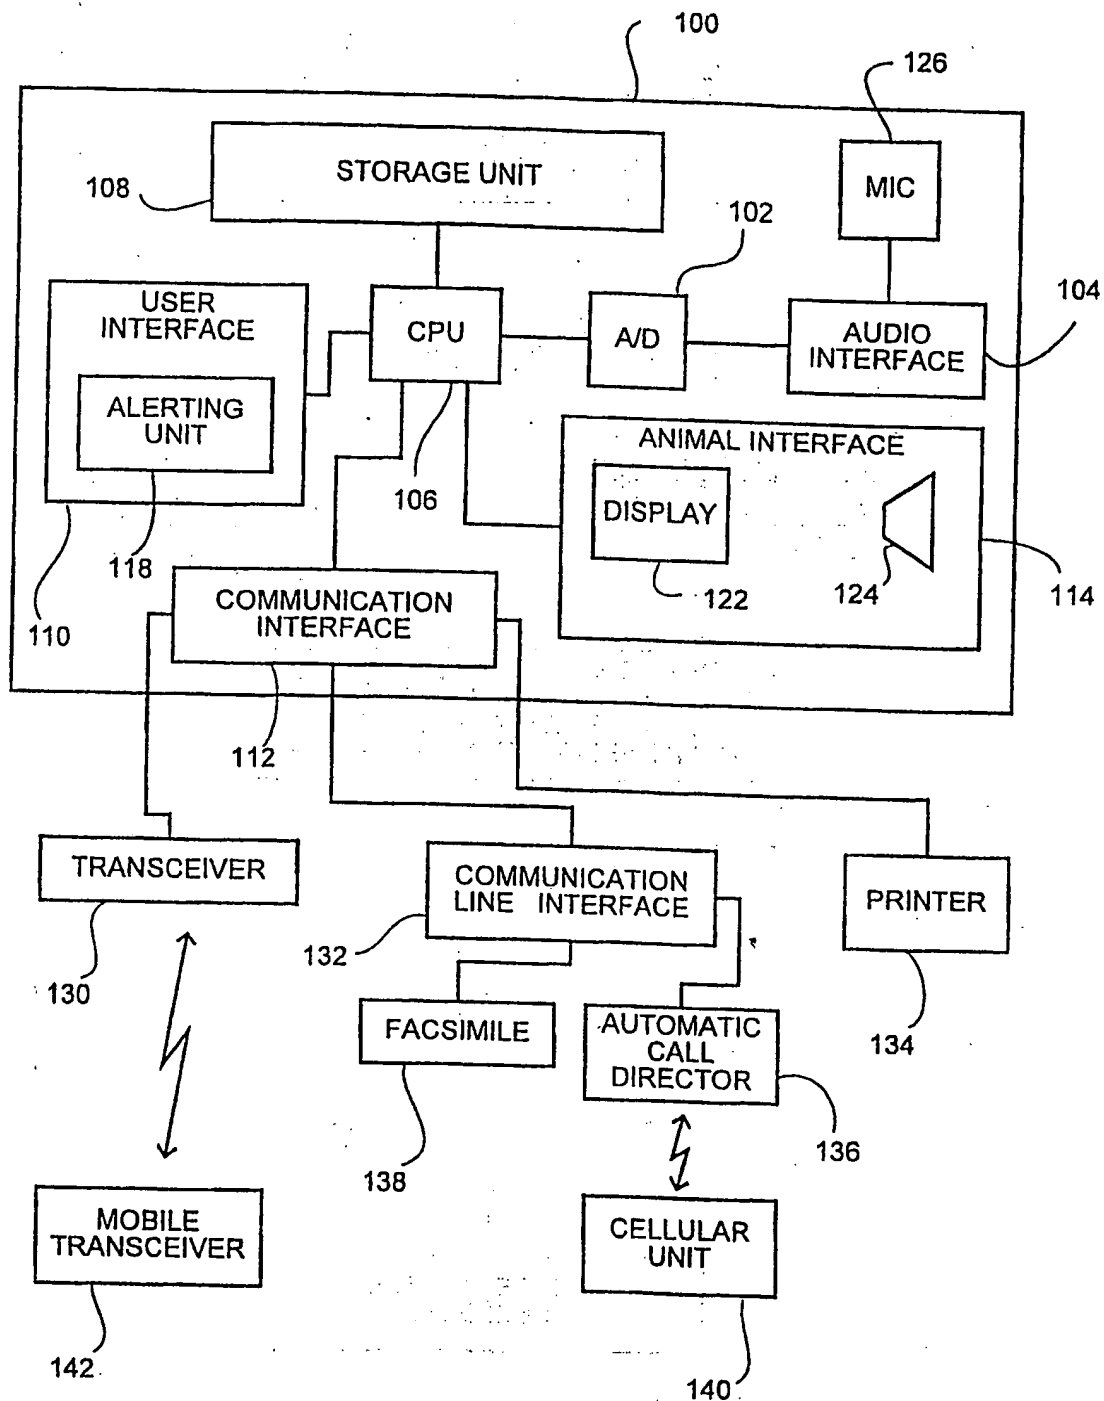 100
126
STORAGE UNIT
MIC
108
102
USER
INTERFACE
CPU
A/D
AUDIO
INTERFACE
104
ALERTING
UNIT
ANIMAL INTERFACE
106
DISPLAY
118
122
124
114
110
COMMUNICATION
INTERFACE
112
TRANSCEIVER
COMMUNICATION
LINE INTERFACE
PRINTER
130
132
134
FACSIMILE
AUTOMATIC
CALL
DIRECTOR
138
136
MOBILE
TRANSCEIVER
CELLULAR
UNIT
142
140